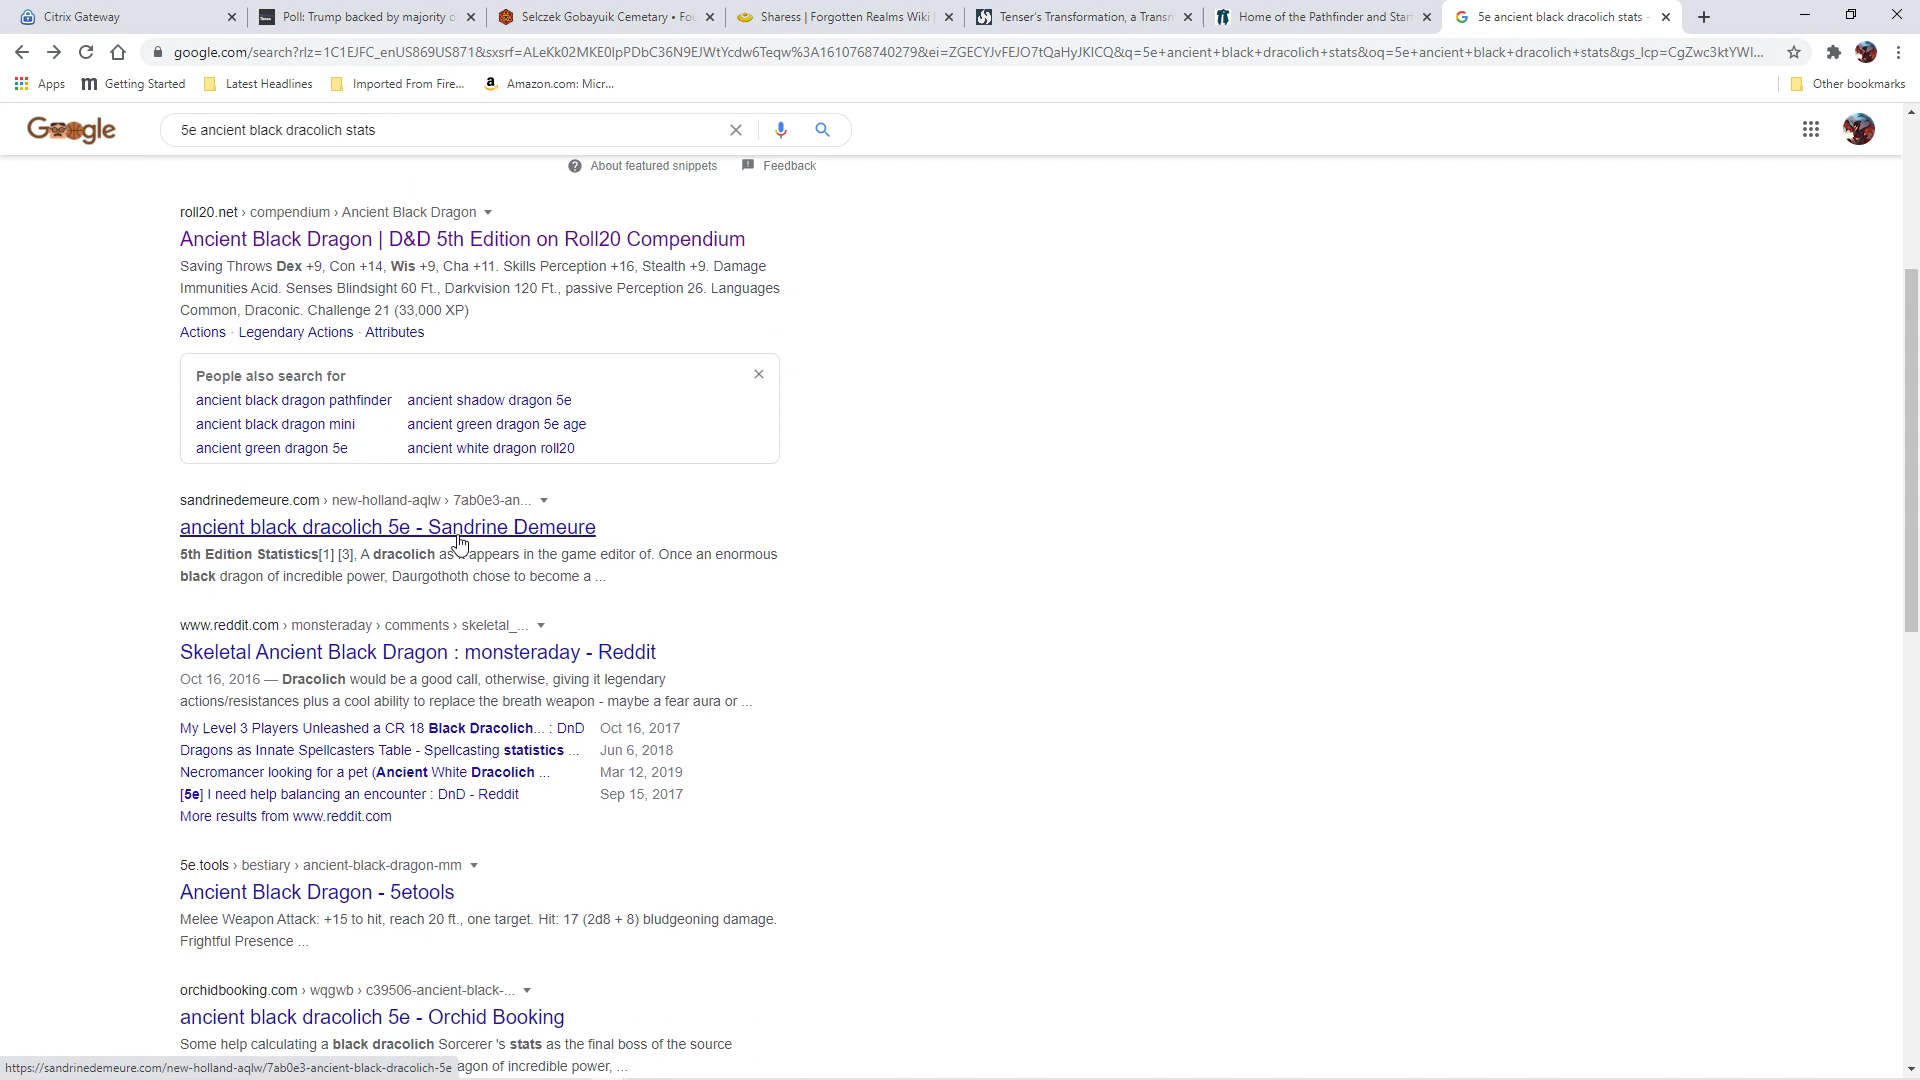 Citrix Gateway
Poll: Trump backed by majority o
Selczek Gobayuik Cemetary • Fou
Sharess | Forgotten Realms Wiki
Tenser's Transformation, a Transm
Home of the Pathfinder and Starf
5e ancient black dracolich stats -
google.com/search?rlz=1C1EJFC_enUS869US871&sxsrf=ALeKk02MKE0IpPDbC36N9EJWtYcdw6Teqw%3A1610768740279&ei=ZGECYJvFEJO7tQaHyJKICQ&q=5e+ancient+black+dracolich+stats&oq=5e+ancient+black+dracolich+stats&gs_lcp=CgZwc3ktYWI...
Apps
Getting Started
Latest Headlines
Imported From Fire...
Amazon.com: Micr...
Other bookmarks
Google
5e ancient black dracolich stats
About featured snippets
Feedback
roll20.net › compendium › Ancient Black Dragon
Ancient Black Dragon | D&D 5th Edition on Roll20 Compendium
Saving Throws Dex +9, Con +14, Wis +9, Cha +11. Skills Perception +16, Stealth +9. Damage
Immunities Acid. Senses Blindsight 60 Ft., Darkvision 120 Ft., passive Perception 26. Languages
Common, Draconic. Challenge 21 (33,000 XP)
Actions · Legendary Actions · Attributes
People also search for
ancient black dragon pathfinder
ancient shadow dragon 5e
ancient black dragon mini
ancient green dragon 5e age
ancient green dragon 5e
ancient white dragon roll20
sandrinedemeure.com › new-holland-aqlw › 7ab0e3-an...
ancient black dracolich 5e - Sandrine Demeure
5th Edition Statistics[1] [3], A dracolich as appears in the game editor of. Once an enormous
black dragon of incredible power, Daurgothoth chose to become a ...
www.reddit.com › monsteraday › comments › skeletal_...
Skeletal Ancient Black Dragon : monsteraday - Reddit
Oct 16, 2016 — Dracolich would be a good call, otherwise, giving it legendary
actions/resistances plus a cool ability to replace the breath weapon - maybe a fear aura or ...
My Level 3 Players Unleashed a CR 18 Black Dracolich... : DnD
Oct 16, 2017
Dragons as Innate Spellcasters Table - Spellcasting statistics ...
Jun 6, 2018
Necromancer looking for a pet (Ancient White Dracolich ...
Mar 12, 2019
[5e] I need help balancing an encounter : DnD - Reddit
Sep 15, 2017
More results from www.reddit.com
5e.tools › bestiary › ancient-black-dragon-mm
Ancient Black Dragon - 5etools
Melee Weapon Attack: +15 to hit, reach 20 ft., one target. Hit: 17 (2d8 + 8) bludgeoning damage.
Frightful Presence ...
orchidbooking.com › wqgwb › c39506-ancient-black-...
ancient black dracolich 5e - Orchid Booking
Some help calculating a black dracolich Sorcerer 's stats as the final boss of the source
agon of incredible power, ...
https://sandrinedemeure.com/new-holland-aqlw/7ab0e3-ancient-black-dracolich-5e